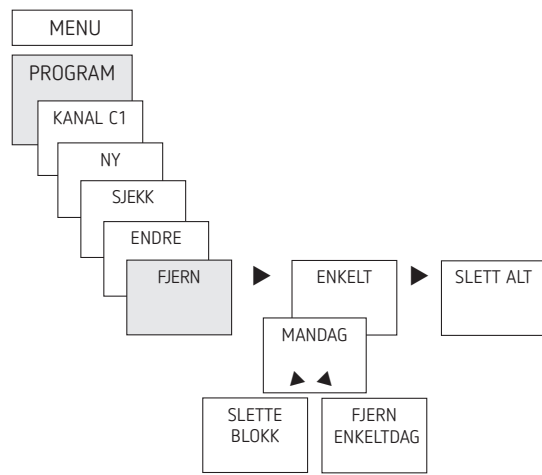 MENU
PROGRAM
KANAL C1
NY
SJEKK
ENDRE
FJERN
ENKELT
SLETT ALT
MANDAG
SLETTE
BLOKK
FJERN
ENKELTDAG